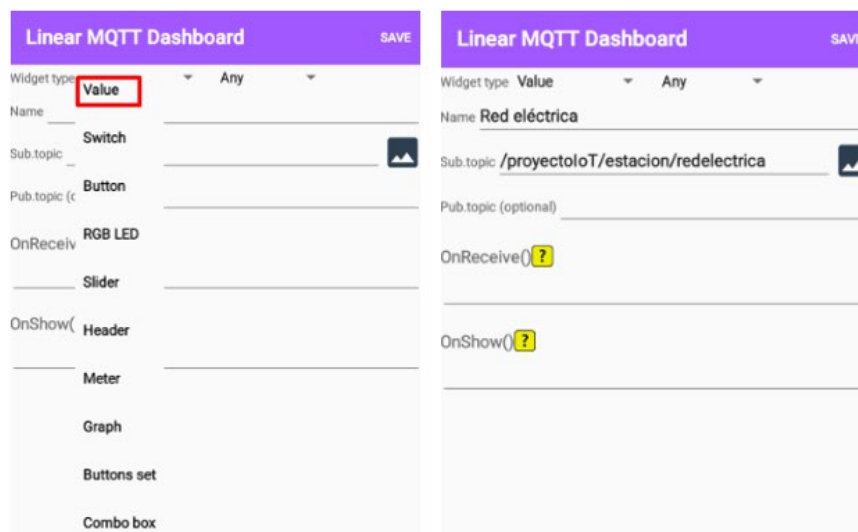 Linear MQTT Dashboard SAVE
Widget type Any
Value
Name
Switch
Sub.topic
Button
Pub.topic (
RGB LED
OnReceiv
Slider
OnShow(
Header
Meter
Graph
Buttons set
Combo box
Linear MQTT Dashboard SAVE
Widget type Value Any
Name Red eléctrica
Sub.topic /proyectoIoT/estacion/redelectrica
Pub.topic (optional)
OnReceive() ?
OnShow() ?